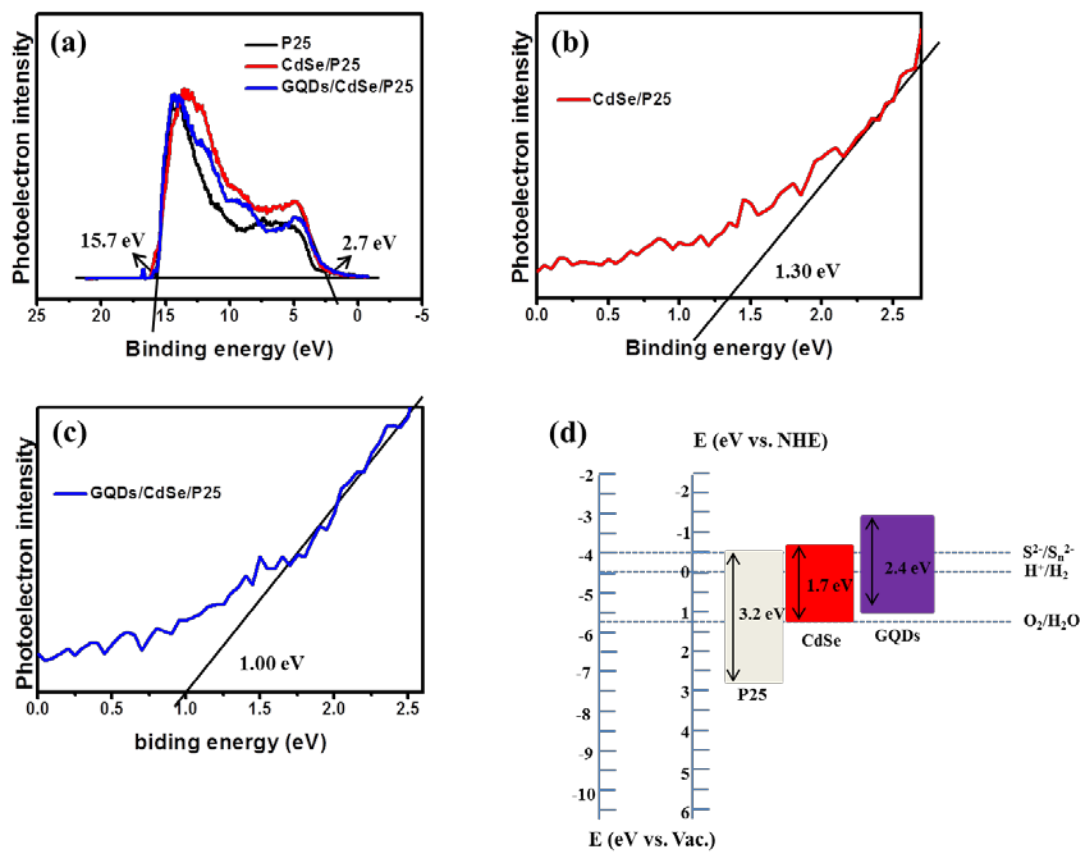 (a)
P25
CdSe/P25
GQDs/CdSe/P25
15.7 eV
2.7 eV
Photoelectron intensity
25 20 15 10 5 0 -5
Binding energy (eV)
(b)
CdSe/P25
1.30 eV
Photoelectron intensity
0.0 0.5 1.0 1.5 2.0 2.5
Binding energy (eV)
(c)
GQDs/CdSe/P25
1.00 eV
Photoelectron intensity
0.0 0.5 1.0 1.5 2.0 2.5
biding energy (eV)
(d)
E (eV vs. NHE)
-2
-3
-4
-5
-6
-7
-8
-9
-10
-2
-1
0
1
2
3
4
5
6
3.2 eV
1.7 eV
2.4 eV
P25
CdSe
GQDs
S²⁻/Sₙ²⁻
H⁺/H₂
O₂/H₂O
E (eV vs. Vac.)